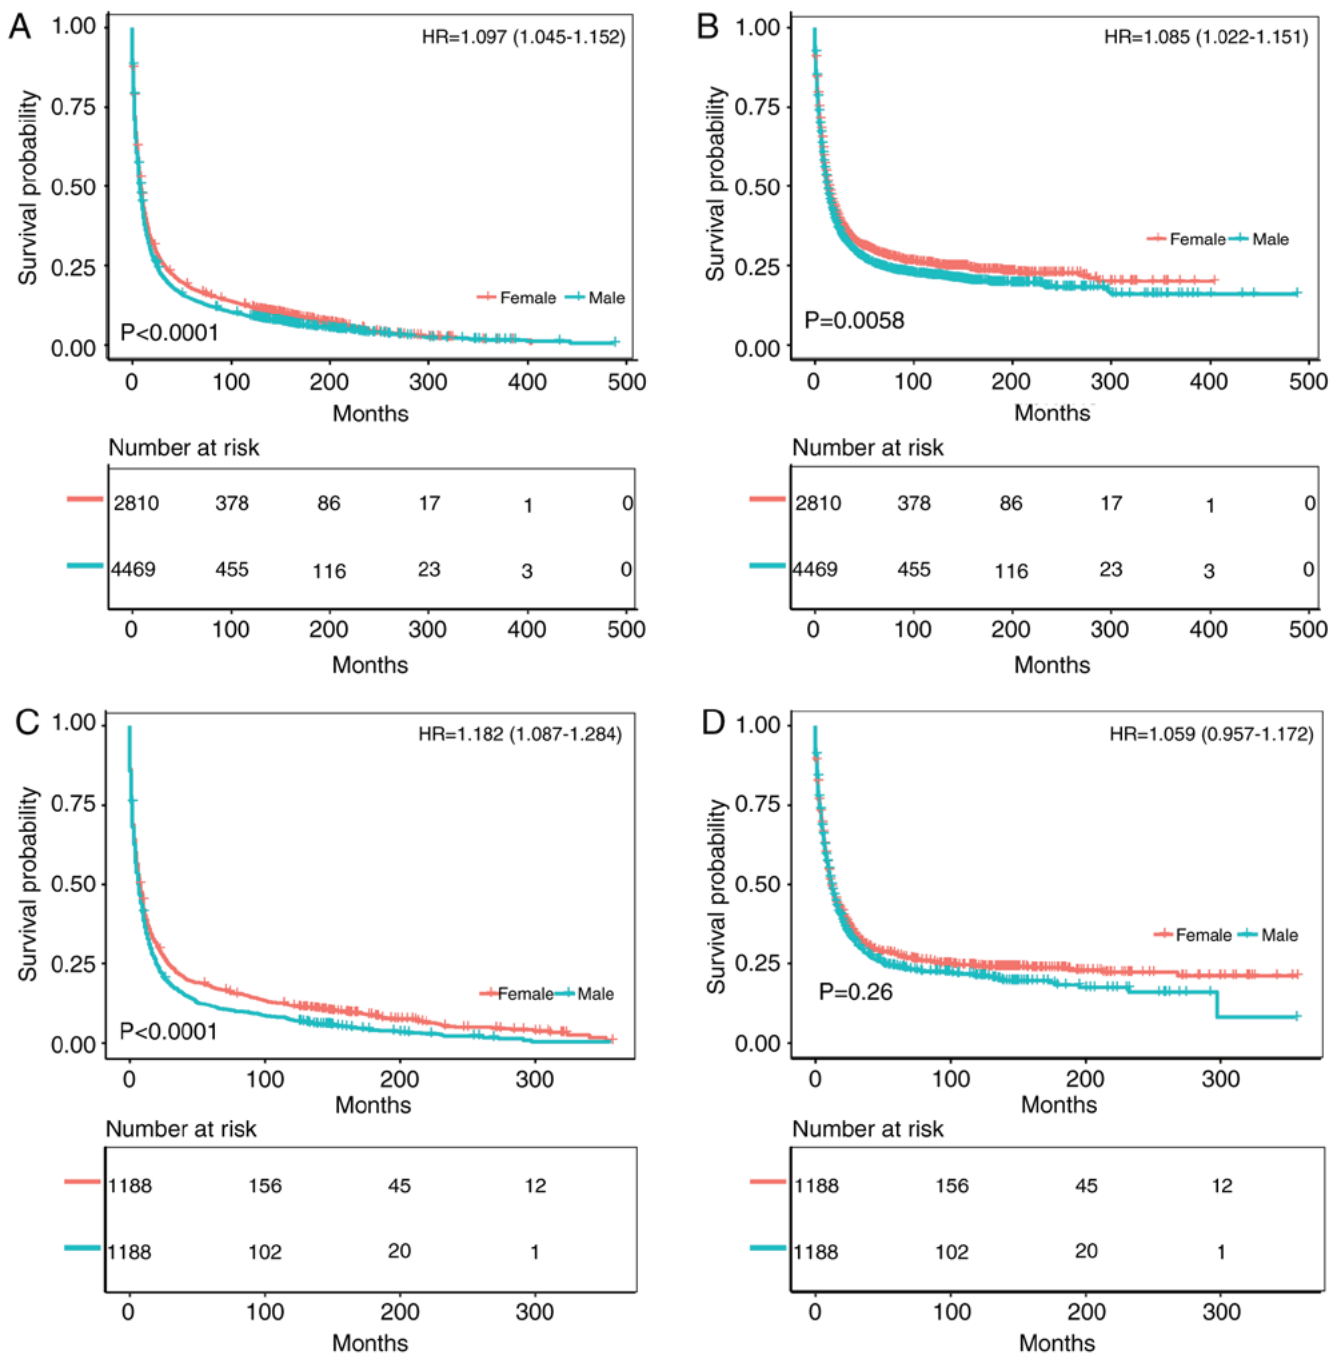 A
HR=1.097 (1.045-1.152)
Survival probability
1.00
0.75
0.50
0.25
0.00
Female Male
P<0.0001
0 100 200 300 400 500
Months
Number at risk
2810 378 86 17 1 0
4469 455 116 23 3 0
0 100 200 300 400 500
Months
B
HR=1.085 (1.022-1.151)
Survival probability
1.00
0.75
0.50
0.25
0.00
Female Male
P=0.0058
0 100 200 300 400 500
Months
Number at risk
2810 378 86 17 1 0
4469 455 116 23 3 0
0 100 200 300 400 500
Months
C
HR=1.182 (1.087-1.284)
Survival probability
1.00
0.75
0.50
0.25
0.00
Female Male
P<0.0001
0 100 200 300
Months
Number at risk
1188 156 45 12
1188 102 20 1
0 100 200 300
Months
D
HR=1.059 (0.957-1.172)
Survival probability
1.00
0.75
0.50
0.25
0.00
Female Male
P=0.26
0 100 200 300
Months
Number at risk
1188 156 45 12
1188 102 20 1
0 100 200 300
Months